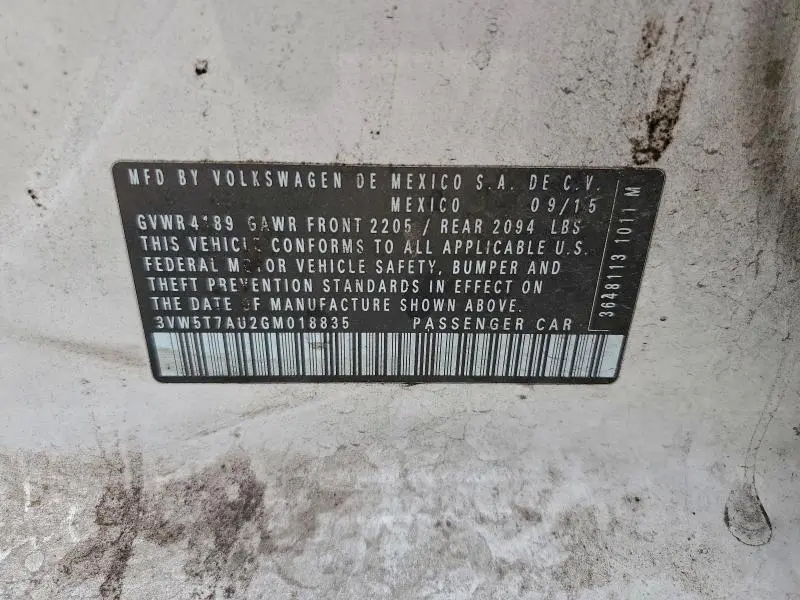 MFD BY VOLKSWAGEN DE MEXICO S.A. DE C.V.
MEXICO 09/15
GVWR 4189 GAWR FRONT 2205 / REAR 2094 LBS
THIS VEHICLE CONFORMS TO ALL APPLICABLE U.S.
FEDERAL MOTOR VEHICLE SAFETY, BUMPER AND
THEFT PREVENTION STANDARDS IN EFFECT ON
THE DATE OF MANUFACTURE SHOWN ABOVE.
3VW5T7AU2GM018835 PASSENGER CAR
3648113 1011 M